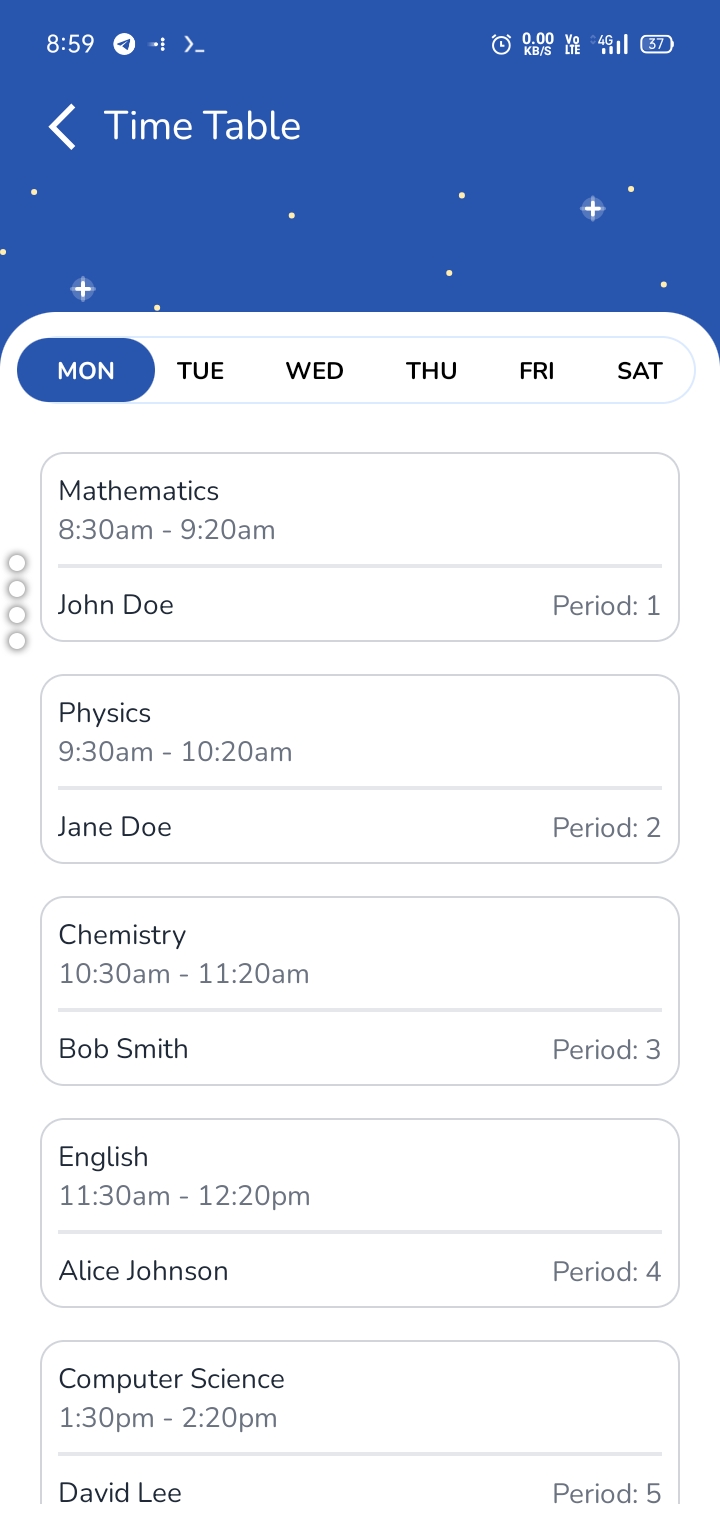 8:59 0.00 KB/S Vo LTE 4G 37
Time Table
MON TUE WED THU FRI SAT
Mathematics
8:30am - 9:20am
John Doe Period: 1
Physics
9:30am - 10:20am
Jane Doe Period: 2
Chemistry
10:30am - 11:20am
Bob Smith Period: 3
English
11:30am - 12:20pm
Alice Johnson Period: 4
Computer Science
1:30pm - 2:20pm
David Lee Period: 5